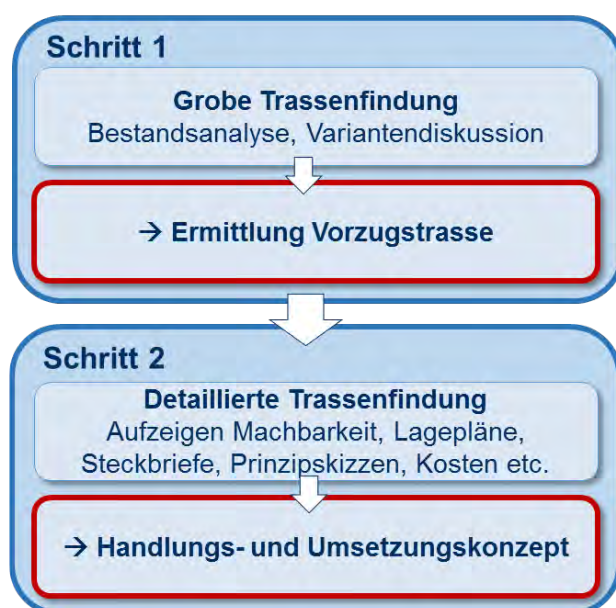 Schritt 1
Grobe Trassenfindung
Bestandsanalyse, Variantendiskussion
→ Ermittlung Vorzugstrasse
Schritt 2
Detaillierte Trassenfindung
Aufzeigen Machbarkeit, Lagepläne,
Steckbriefe, Prinzipskizzen, Kosten etc.
→ Handlungs- und Umsetzungskonzept